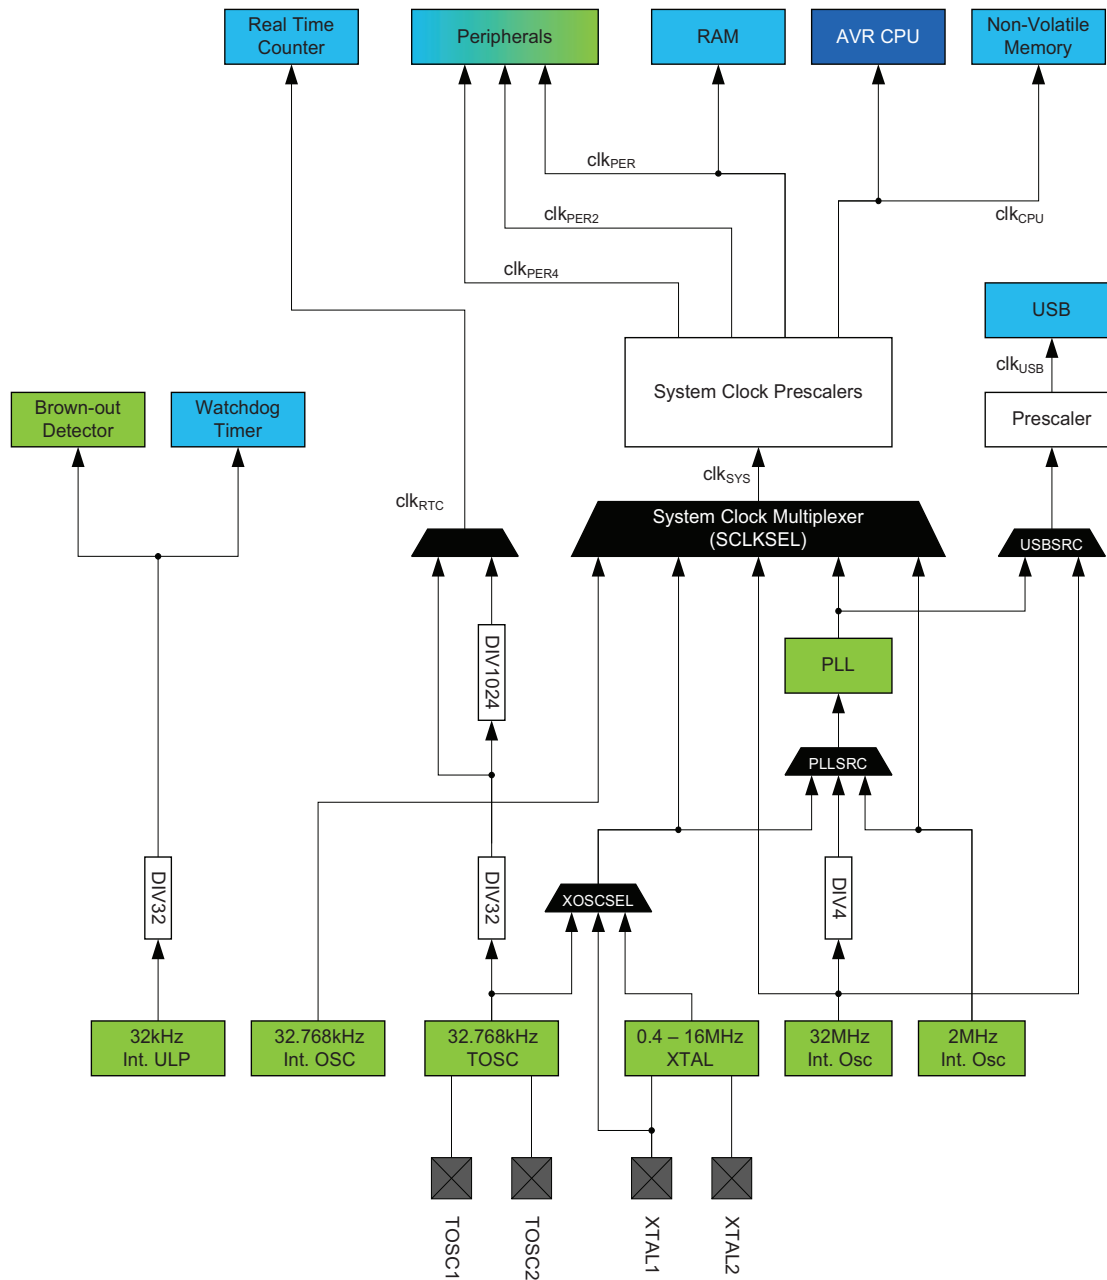 Real Time
Counter
Peripherals
RAM
AVR CPU
Non-Volatile
Memory
clkPER
clkPER2
clkCPU
clkPER4
USB
clkUSB
System Clock Prescalers
Prescaler
Brown-out
Detector
Watchdog
Timer
clkSYS
clkRTC
System Clock Multiplexer
(SCLKSEL)
USBSRC
DIV1024
PLL
PLLSRC
DIV32
DIV32
XOSCSEL
DIV4
32kHz
Int. ULP
32.768kHz
Int. OSC
32.768kHz
TOSC
0.4 – 16MHz
XTAL
32MHz
Int. Osc
2MHz
Int. Osc
TOSC1
TOSC2
XTAL1
XTAL2